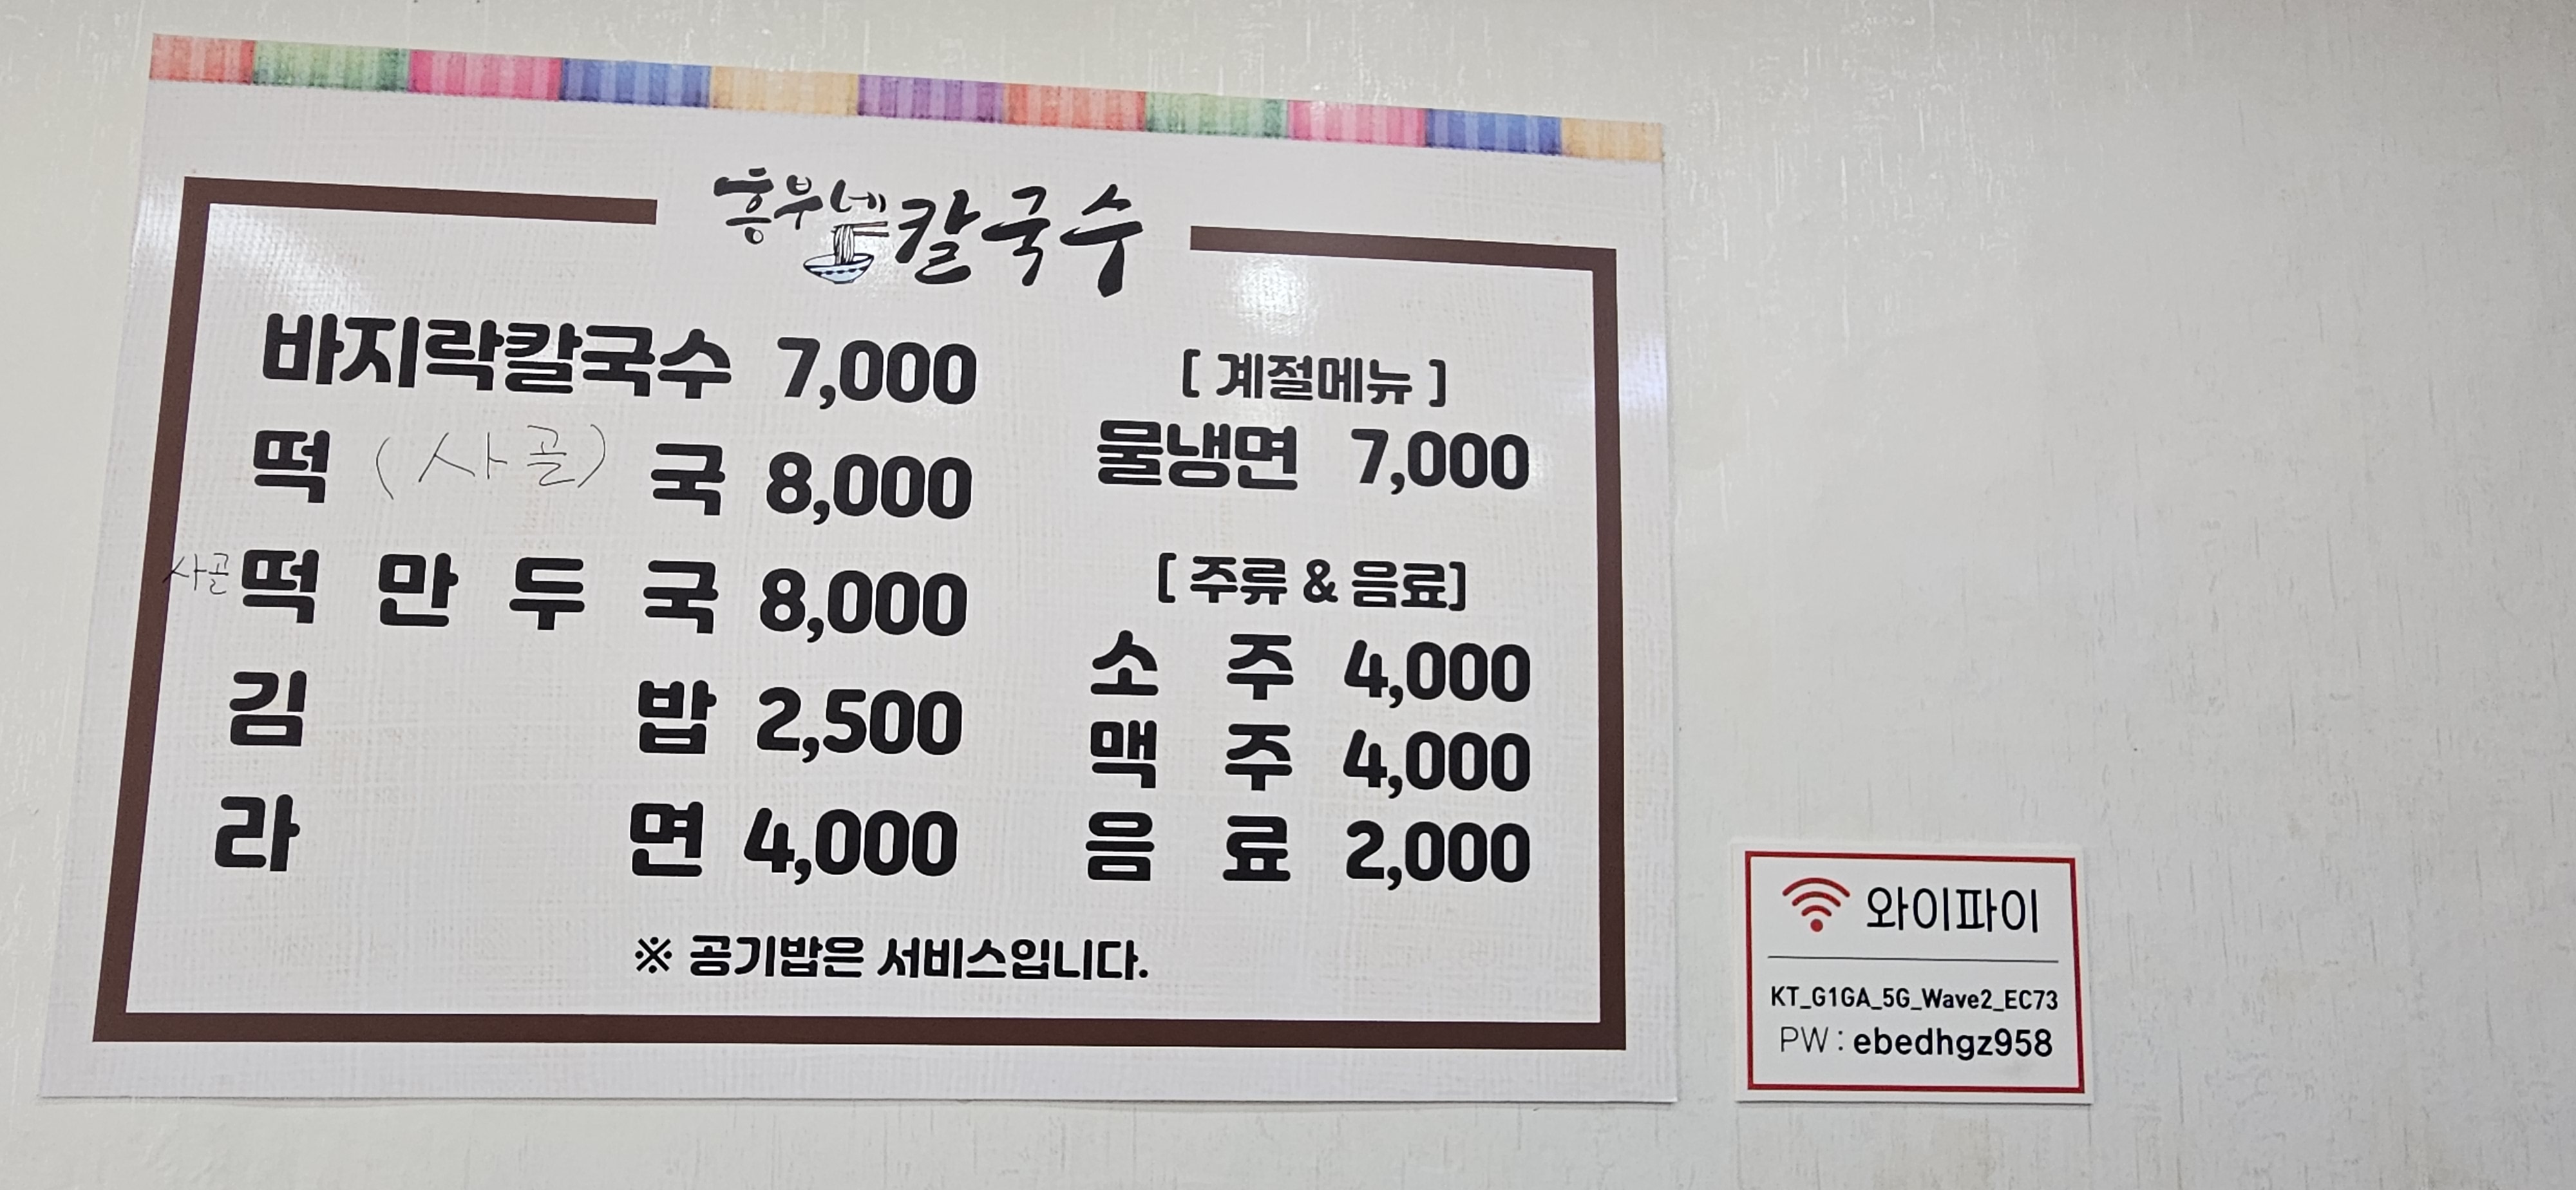 흥부네 칼국수
바지락칼국수 7,000
떡 (사골) 국 8,000
사골 떡만두국 8,000
김밥 2,500
라면 4,000
[ 계절메뉴 ]
물냉면 7,000
[ 주류 & 음료]
소주 4,000
맥주 4,000
음료 2,000
※ 공기밥은 서비스입니다.
와이파이
KT_G1GA_5G_Wave2_EC73
PW : ebedhgz958